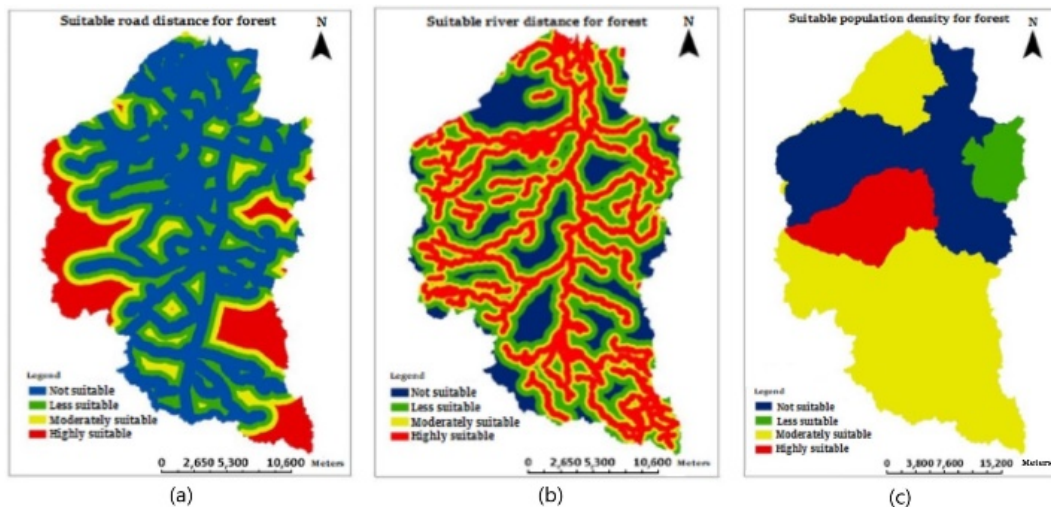 Suitable road distance for forest
N
Legend
Not suitable
Less suitable
Moderately suitable
Highly suitable
0 2,650 5,300 10,600 Meters
(a)
Suitable river distance for forest
N
Legend
Not suitable
Less suitable
Moderately suitable
Highly suitable
0 2,650 5,300 10,600 Meters
(b)
Suitable population density for forest
N
Legend
Not suitable
Less suitable
Moderately suitable
Highly suitable
0 3,800 7,600 15,200 Meters
(c)